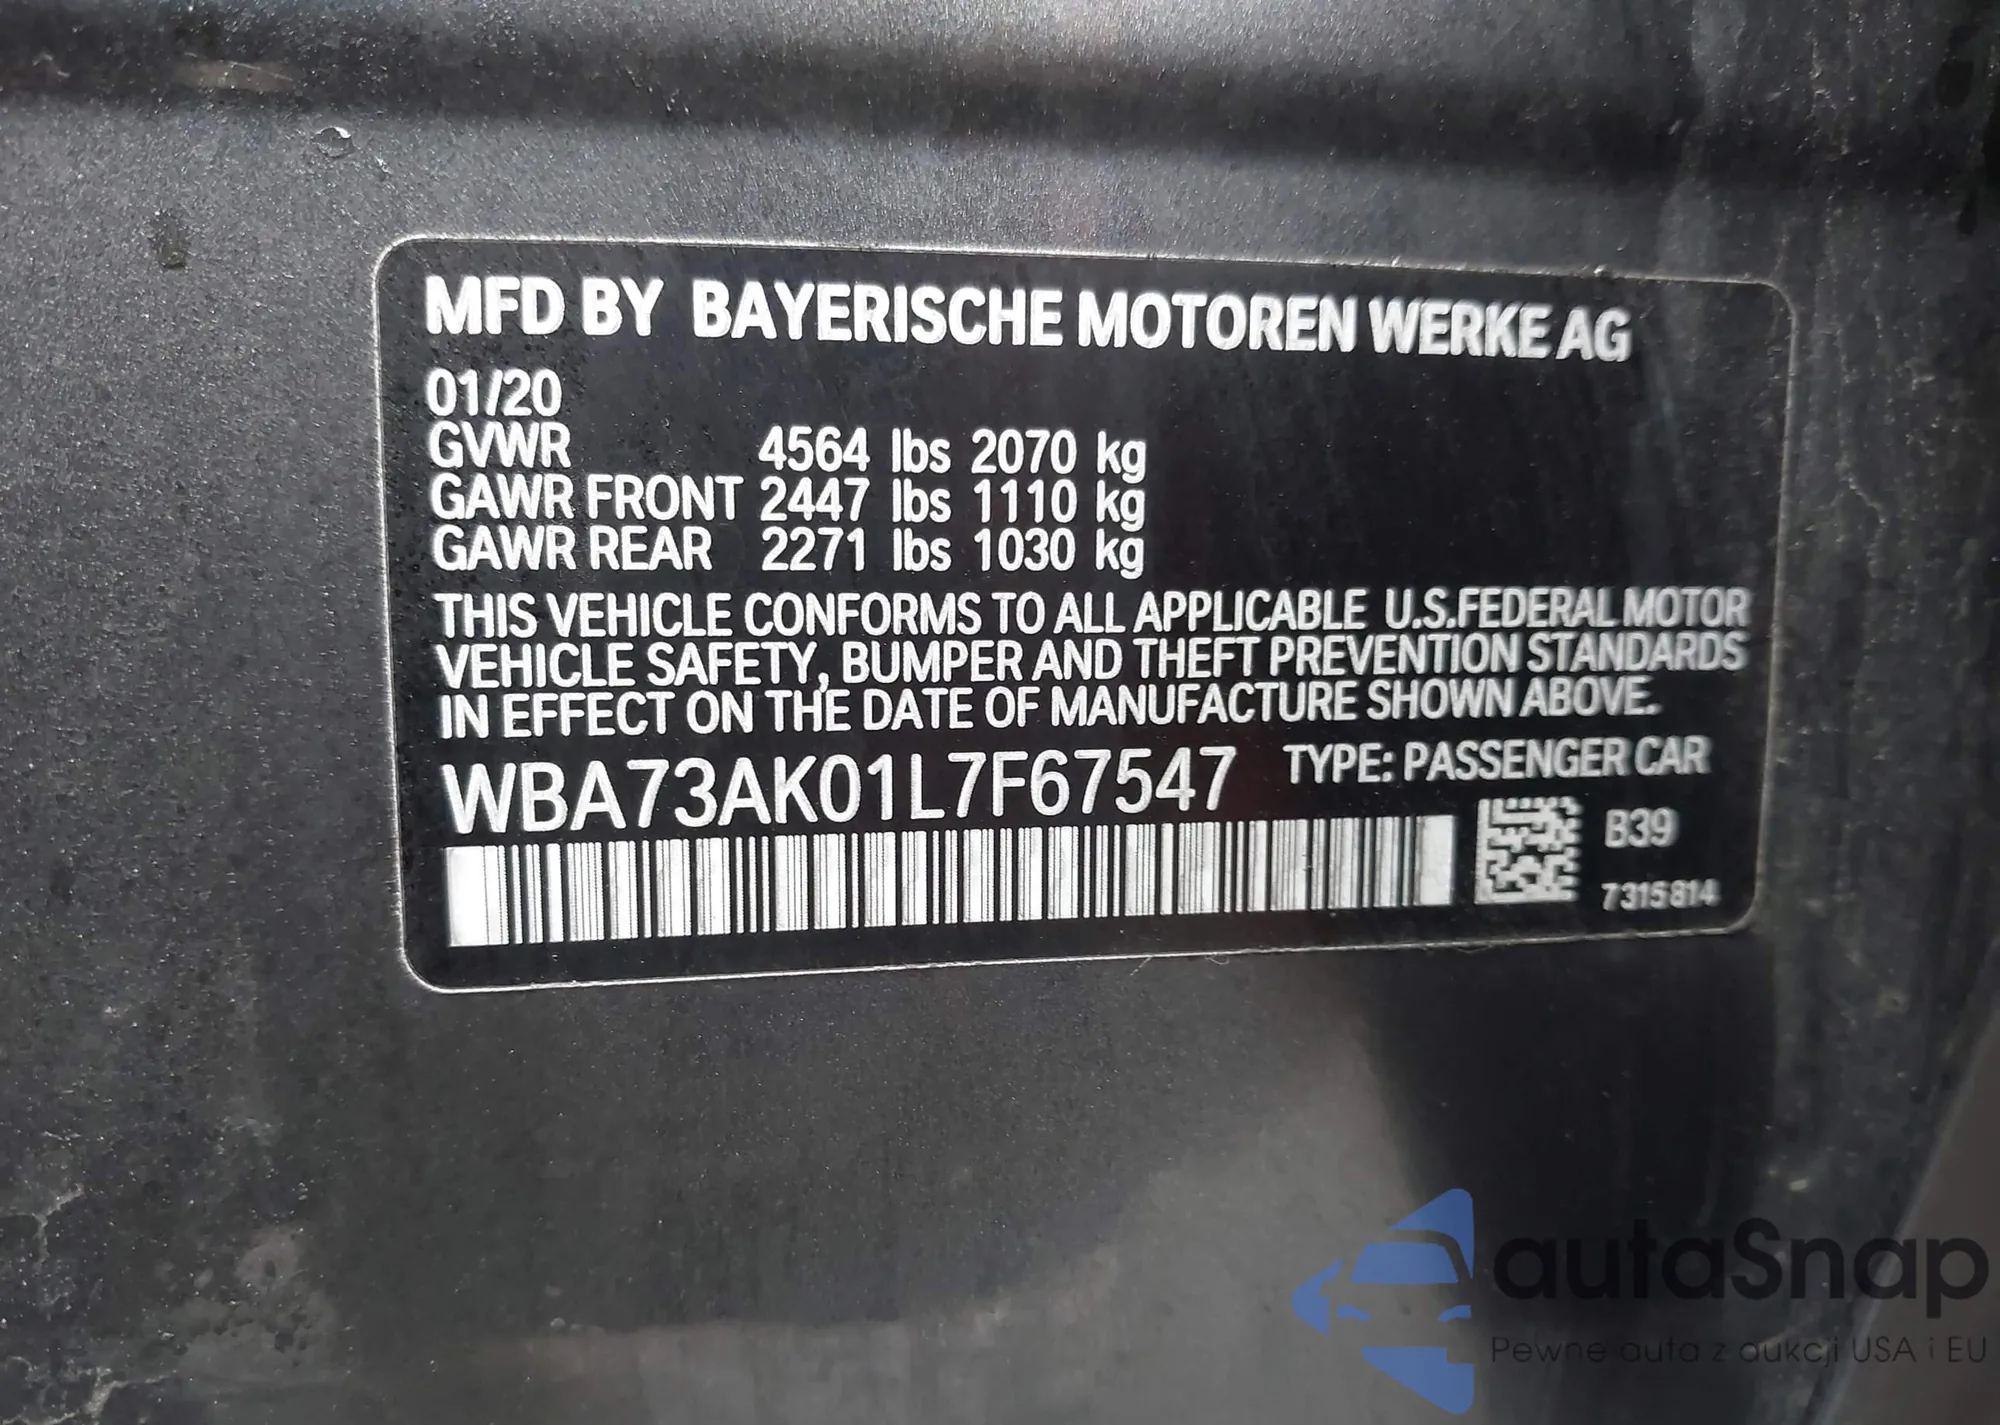 MFD BY BAYERISCHE MOTOREN WERKE AG
01/20
GVWR 4564 lbs 2070 kg
GAWR FRONT 2447 lbs 1110 kg
GAWR REAR 2271 lbs 1030 kg
THIS VEHICLE CONFORMS TO ALL APPLICABLE U.S.FEDERAL MOTOR
VEHICLE SAFETY, BUMPER AND THEFT PREVENTION STANDARDS
IN EFFECT ON THE DATE OF MANUFACTURE SHOWN ABOVE.
WBA73AK01L7F67547 TYPE: PASSENGER CAR
B39
7315814
autaSnap
Pewne auta z aukcji USA i EU